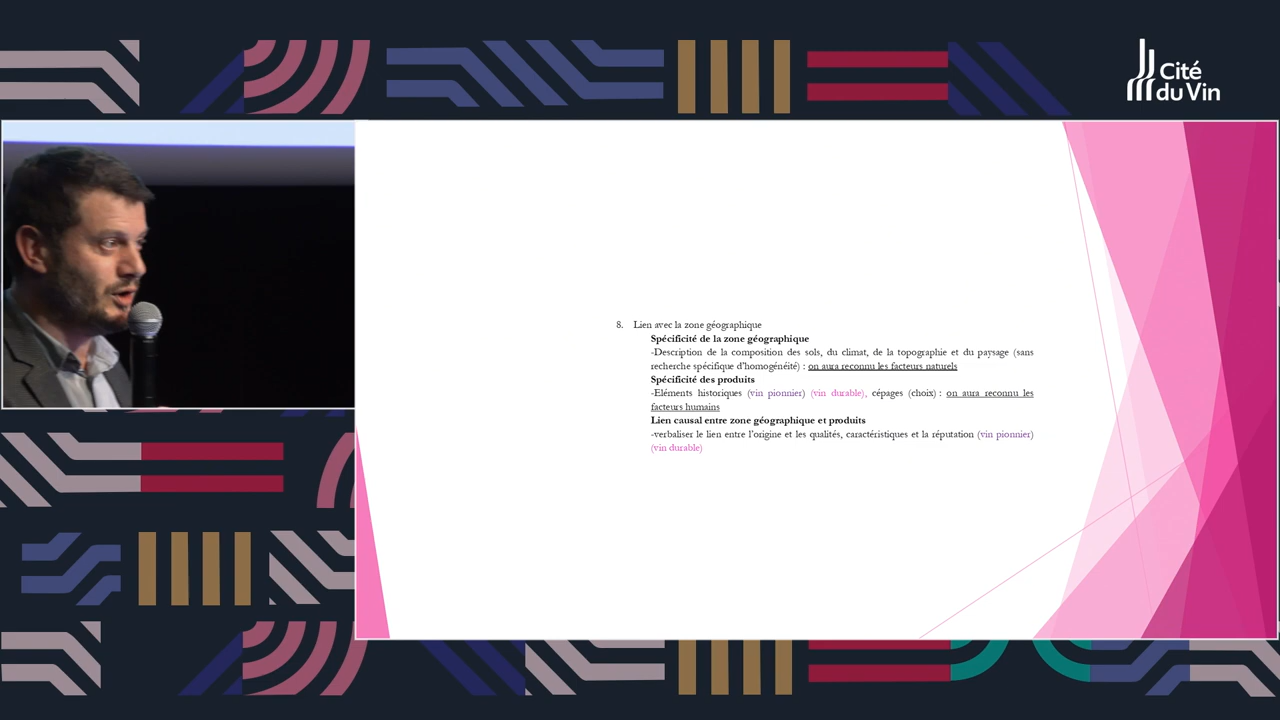 Cité
du Vin
8. Lien avec la zone géographique
Spécificité de la zone géographique
-Description de la composition des sols, du climat, de la topographie et du paysage (sans
recherche spécifique d'homogénéité) : on aura reconnu les facteurs naturels
Spécificité des produits
-Eléments historiques (vin pionnier) (vin durable), cépages (choix) : on aura reconnu les
facteurs humains
Lien causal entre zone géographique et produits
-verbaliser le lien entre l'origine et les qualités, caractéristiques et la réputation (vin pionnier)
(vin durable)